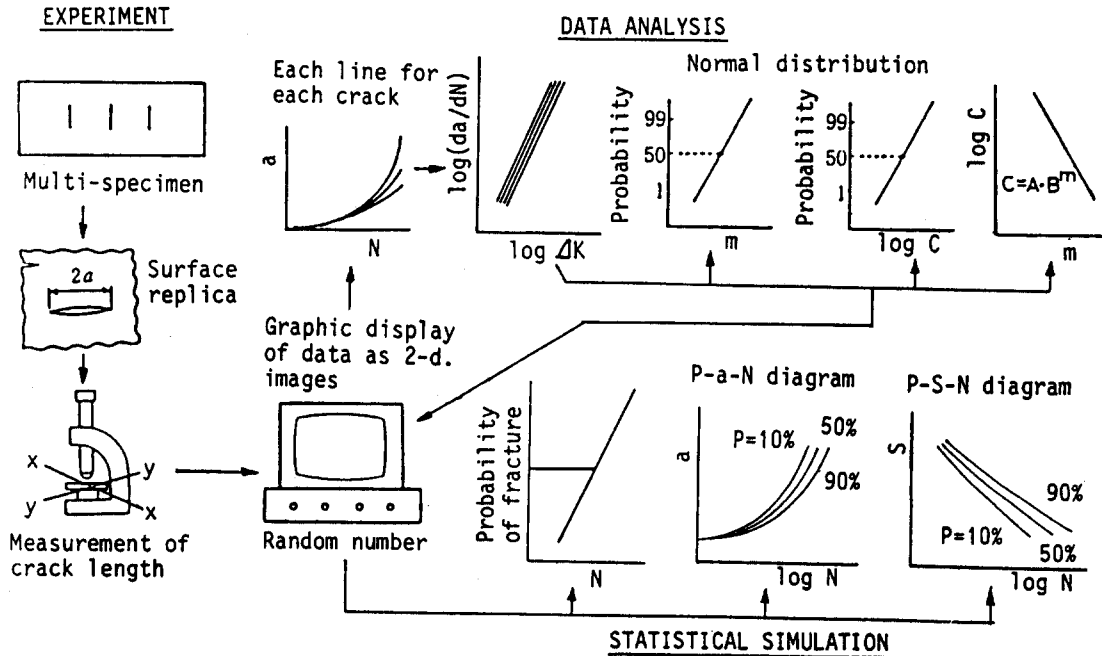 EXPERIMENT
Multi-specimen
2a
Surface
replica
x
y
y
x
Measurement of
crack length
DATA ANALYSIS
Each line for
each crack
a
N
log(da/dN)
log ΔK
Normal distribution
Probability
99
50
1
m
Probability
99
50
1
log C
log C
C=A·B^m
m
Graphic display
of data as 2-d.
images
Random number
Probability
of fracture
N
P-a-N diagram
a
P=10%
50%
90%
log N
P-S-N diagram
S
P=10%
50%
90%
log N
STATISTICAL SIMULATION